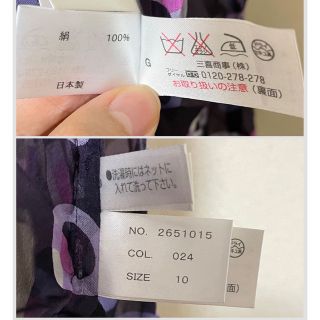 絹 100%
日本製
G
三喜商事(株)
フリーダイヤル 0120-278-278
お取り扱いの注意(裏面)
●洗濯時にはネットに
入れて洗って下さい。
NO. 2651015
COL. 024
SIZE 10
面)